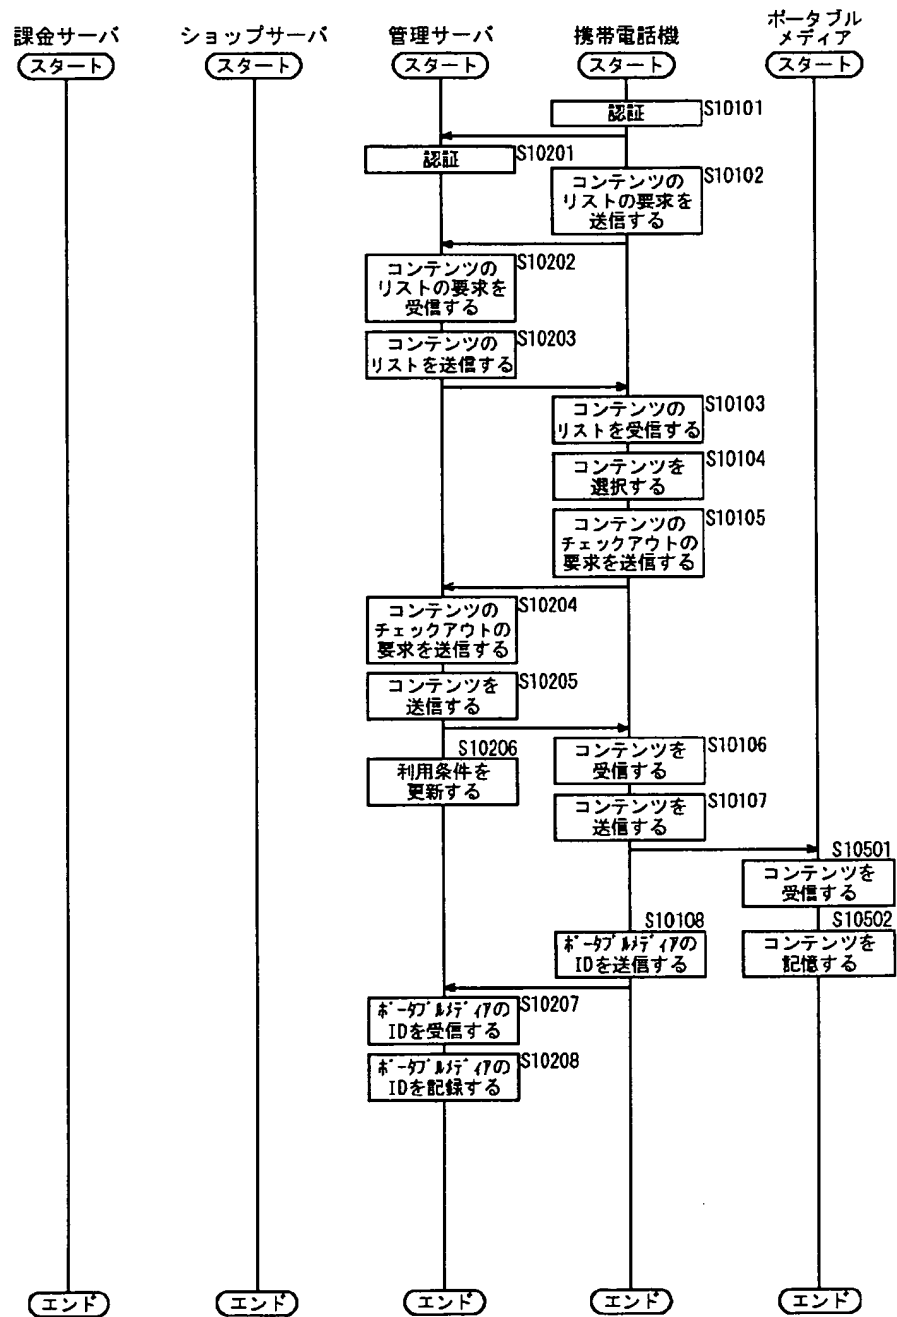 課金サーバ
ショップサーバ
管理サーバ
携帯電話機
ポータブル
メディア
スタート
スタート
スタート
スタート
スタート
認証
S10101
認証
S10201
コンテンツの
リストの要求を
送信する
S10102
コンテンツの
リストの要求を
受信する
S10202
コンテンツの
リストを送信する
S10203
コンテンツの
リストを受信する
S10103
コンテンツを
選択する
S10104
コンテンツの
チェックアウトの
要求を送信する
S10105
コンテンツの
チェックアウトの
要求を送信する
S10204
コンテンツを
送信する
S10205
S10206
利用条件を
更新する
コンテンツを
受信する
S10106
コンテンツを
送信する
S10107
S10501
コンテンツを
受信する
S10502
コンテンツを
記憶する
S10108
ポータブルメディアの
IDを送信する
ポータブルメディアの
IDを受信する
S10207
ポータブルメディアの
IDを記録する
S10208
エンド
エンド
エンド
エンド
エンド